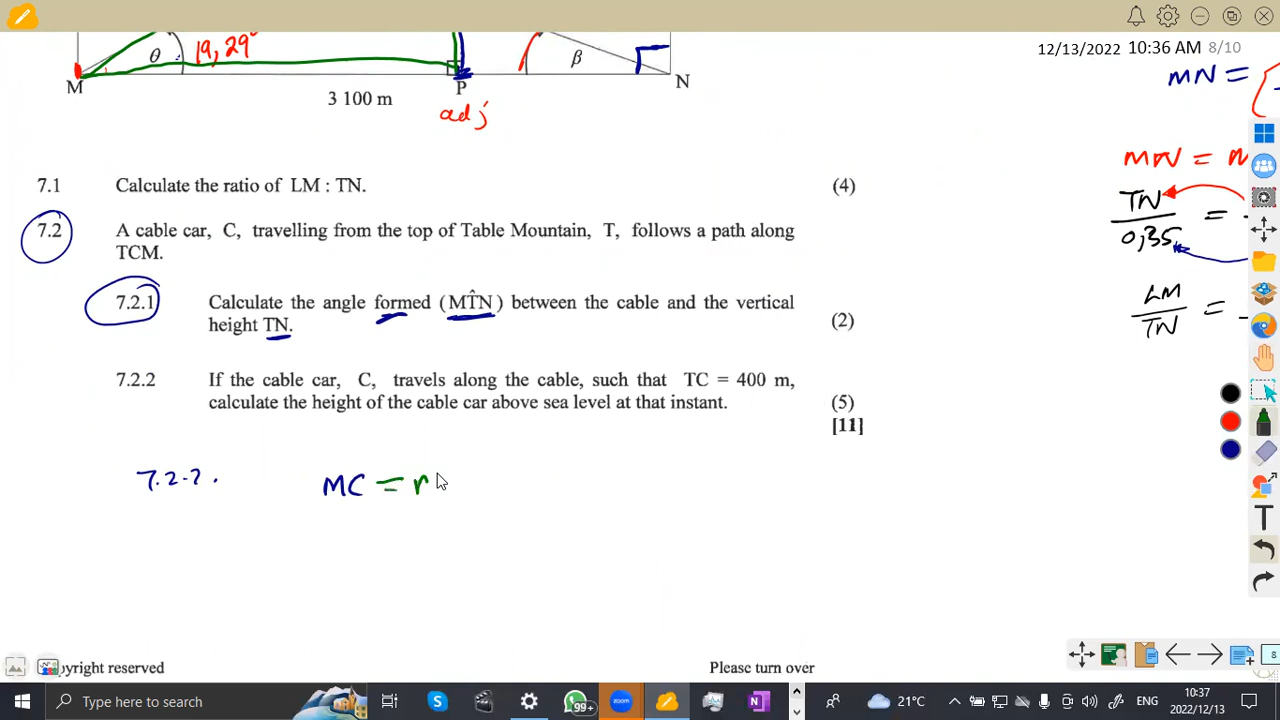 12/13/2022 10:36 AM 8/10
MN =
θ 19,29° β
M P N
3 100 m
adj
MN =
7.1 Calculate the ratio of LM : TN. (4)
TN/0,35 =
7.2 A cable car, C, travelling from the top of Table Mountain, T, follows a path along
TCM.
7.2.1 Calculate the angle formed (MT̂N) between the cable and the vertical
height TN. (2)
LM/TN =
7.2.2 If the cable car, C, travels along the cable, such that TC = 400 m,
calculate the height of the cable car above sea level at that instant. (5)
[11]
7.2.2. MC = r
T
8
yright reserved Please turn over
Type here to search 99+ 21°C ENG 10:37
2022/12/13